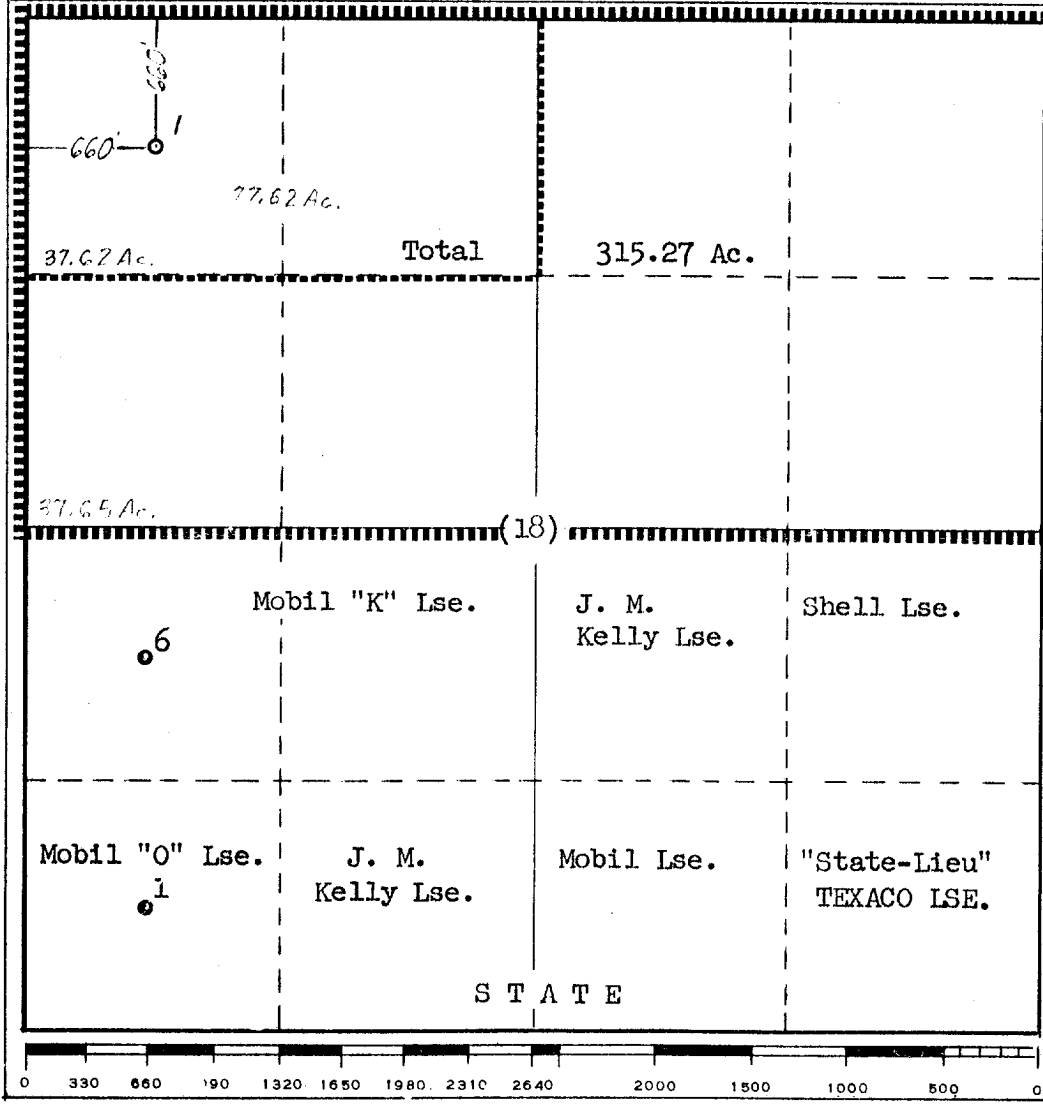 660'
660' 1
77.62 Ac.
37.62 Ac. Total 315.27 Ac.
37.65 Ac.
(18)
Mobil "K" Lse. J. M. Shell Lse.
Kelly Lse.
6
Mobil "O" Lse. J. M. Mobil Lse. "State-Lieu"
1 Kelly Lse. TEXACO LSE.
S T A T E
0 330 660 190 1320 1650 1980. 2310 2640 2000 1500 1000 500 0